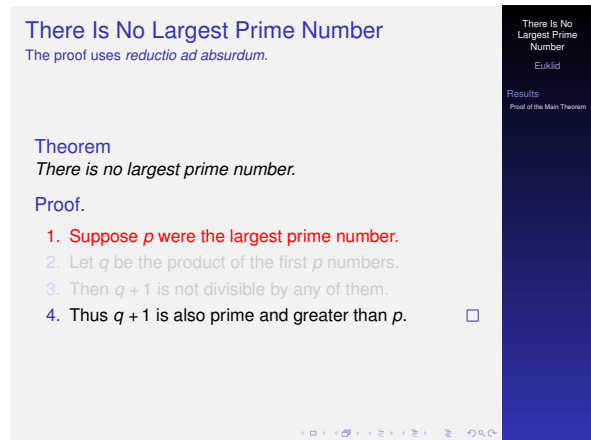 There Is No Largest Prime Number
The proof uses reductio ad absurdum.
Theorem
There is no largest prime number.
Proof.
1. Suppose p were the largest prime number.
2. Let q be the product of the first p numbers.
3. Then q + 1 is not divisible by any of them.
4. Thus q + 1 is also prime and greater than p.
There Is No
Largest Prime
Number
Euklid
Results
Proof of the Main Theorem